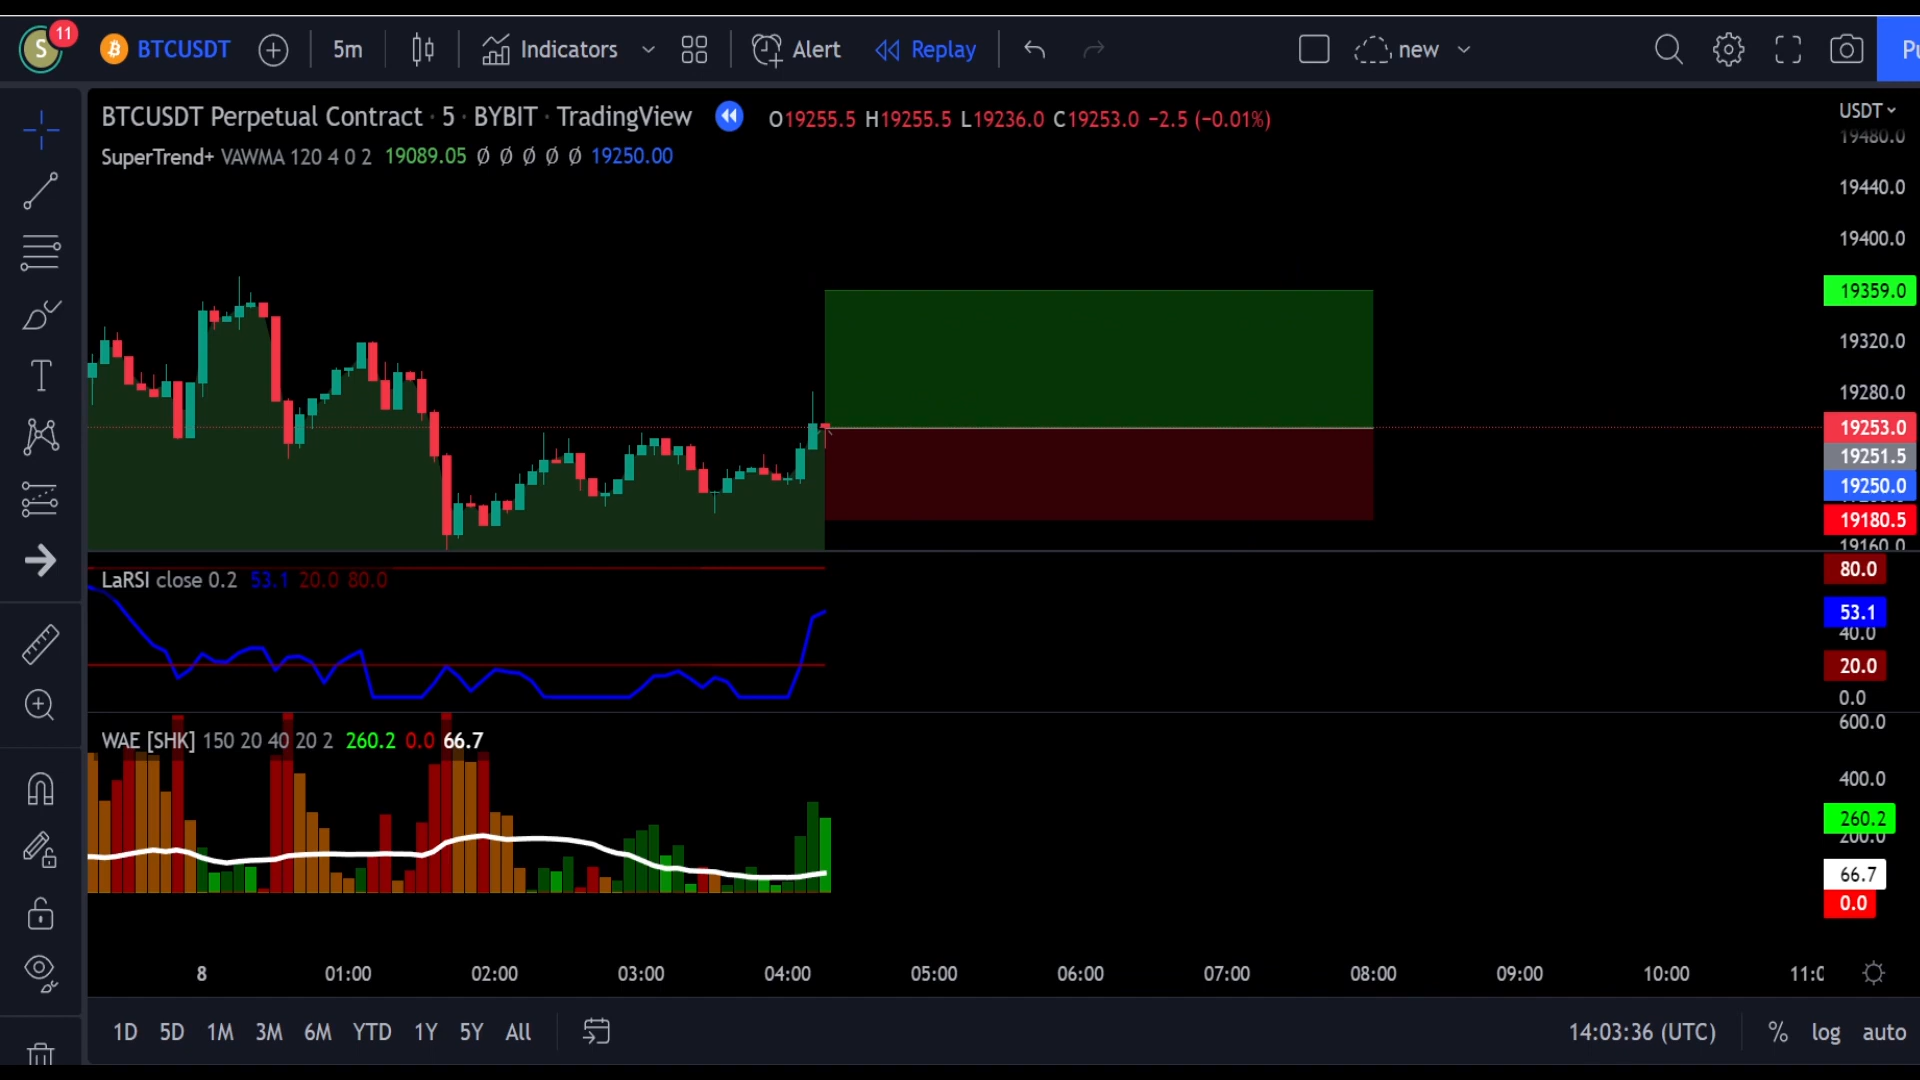 S 11 BTCUSDT 5m Indicators Alert Replay new Pu
BTCUSDT Perpetual Contract · 5 · BYBIT · TradingView O19255.5 H19255.5 L19236.0 C19253.0 −2.5 (−0.01%)
SuperTrend+ VAWMA 120 4 0 2 19089.05 Ø Ø Ø Ø Ø 19250.00
USDT
19480.0
19440.0
19400.0
19359.0
19320.0
19280.0
19253.0
19251.5
19250.0
19180.5
19160.0
LaRSI close 0.2 53.1 20.0 80.0
80.0
53.1
40.0
20.0
0.0
WAE [SHK] 150 20 40 20 2 260.2 0.0 66.7
600.0
400.0
260.2
200.0
66.7
0.0
8 01:00 02:00 03:00 04:00 05:00 06:00 07:00 08:00 09:00 10:00 11:0
1D 5D 1M 3M 6M YTD 1Y 5Y All 14:03:36 (UTC) % log auto